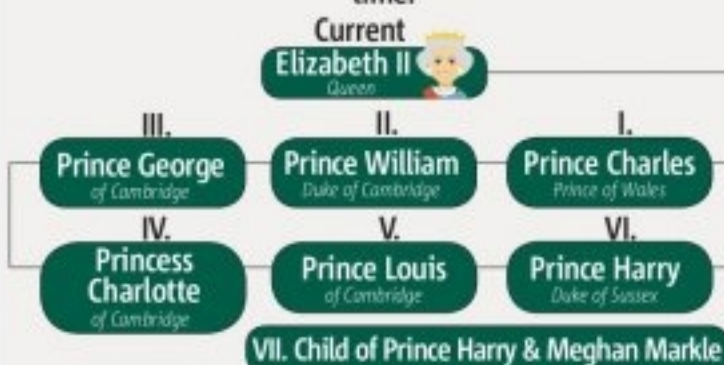 Current
Elizabeth II
Queen
III.
II.
I.
Prince George
of Cambridge
Prince William
Duke of Cambridge
Prince Charles
Prince of Wales
IV.
V.
VI.
Princess
Charlotte
of Cambridge
Prince Louis
of Cambridge
Prince Harry
Duke of Sussex
VII. Child of Prince Harry & Meghan Markle